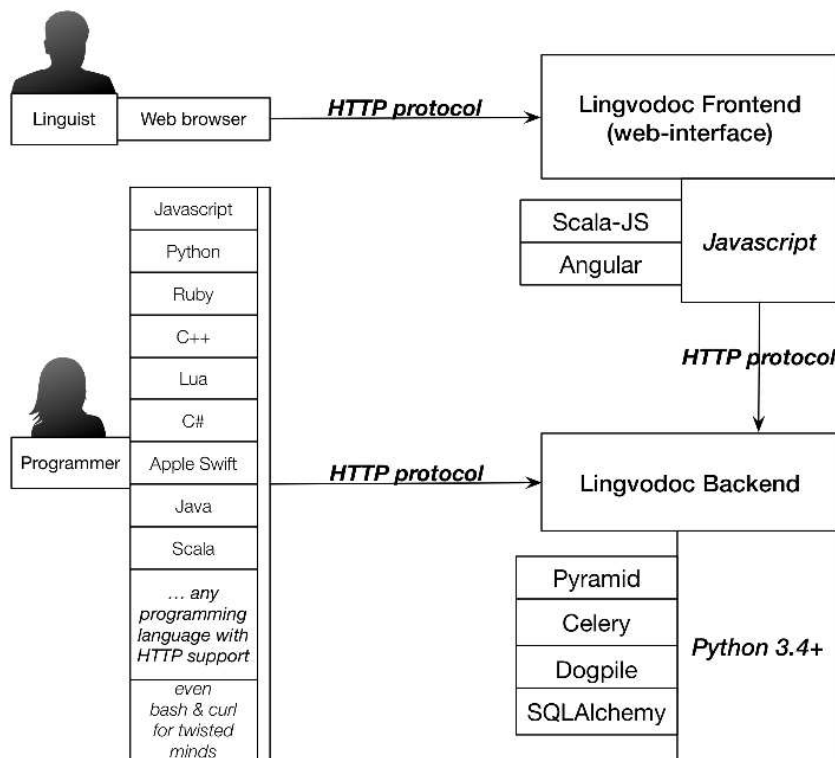 Linguist
Web browser
HTTP protocol
Lingvodoc Frontend
(web-interface)
Scala-JS
Angular
Javascript
HTTP protocol
Programmer
Javascript
Python
Ruby
C++
Lua
C#
Apple Swift
Java
Scala
... any
programming
language with
HTTP support
even
bash & curl
for twisted
minds
HTTP protocol
Lingvodoc Backend
Pyramid
Celery
Dogpile
SQLAlchemy
Python 3.4+